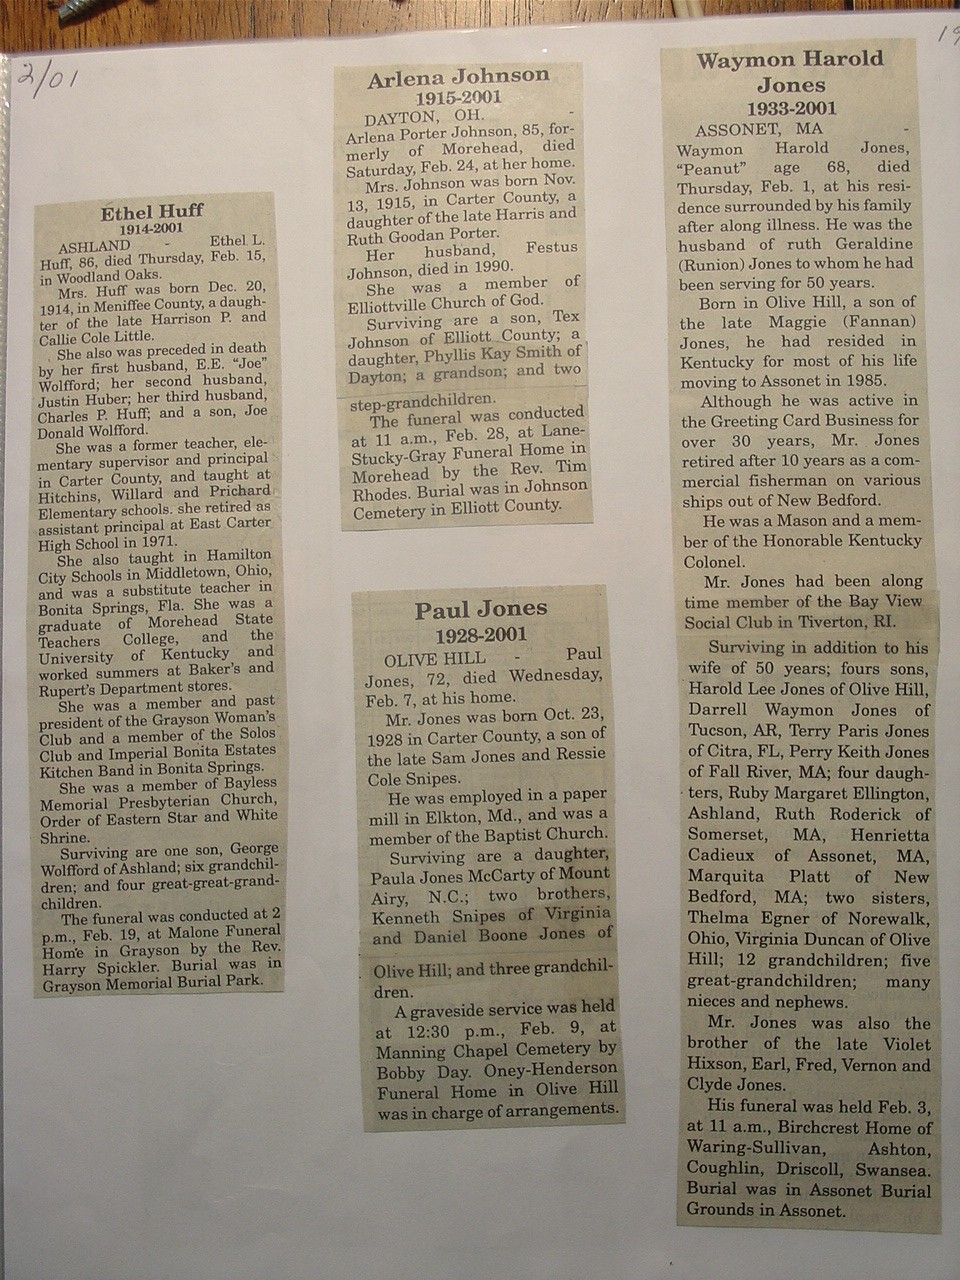 2/01
19
Ethel Huff
1914-2001
ASHLAND - Ethel L.
Huff, 86, died Thursday, Feb. 15,
in Woodland Oaks.
Mrs. Huff was born Dec. 20,
1914, in Meniffee County, a daugh-
ter of the late Harrison P. and
Callie Cole Little.
She also was preceded in death
by her first husband, E.E. “Joe”
Wolfford; her second husband,
Justin Huber; her third husband,
Charles P. Huff; and a son, Joe
Donald Wolfford.
She was a former teacher, ele-
mentary supervisor and principal
in Carter County, and taught at
Hitchins, Willard and Prichard
Elementary schools. she retired as
assistant principal at East Carter
High School in 1971.
She also taught in Hamilton
City Schools in Middletown, Ohio,
and was a substitute teacher in
Bonita Springs, Fla. She was a
graduate of Morehead State
Teachers College, and the
University of Kentucky and
worked summers at Baker's and
Rupert's Department stores.
She was a member and past
president of the Grayson Woman's
Club and a member of the Solos
Club and Imperial Bonita Estates
Kitchen Band in Bonita Springs.
She was a member of Bayless
Memorial Presbyterian Church,
Order of Eastern Star and White
Shrine.
Surviving are one son, George
Wolfford of Ashland; six grandchil-
dren; and four great-great-grand-
children.
The funeral was conducted at 2
p.m., Feb. 19, at Malone Funeral
Home in Grayson by the Rev.
Harry Spickler. Burial was in
Grayson Memorial Burial Park.
Arlena Johnson
1915-2001
DAYTON, OH. -
Arlena Porter Johnson, 85, for-
merly of Morehead, died
Saturday, Feb. 24, at her home.
Mrs. Johnson was born Nov.
13, 1915, in Carter County, a
daughter of the late Harris and
Ruth Goodan Porter.
Her husband, Festus
Johnson, died in 1990.
She was a member of
Elliottville Church of God.
Surviving are a son, Tex
Johnson of Elliott County; a
daughter, Phyllis Kay Smith of
Dayton; a grandson; and two
step-grandchildren.
The funeral was conducted
at 11 a.m., Feb. 28, at Lane-
Stucky-Gray Funeral Home in
Morehead by the Rev. Tim
Rhodes. Burial was in Johnson
Cemetery in Elliott County.
Paul Jones
1928-2001
OLIVE HILL - Paul
Jones, 72, died Wednesday,
Feb. 7, at his home.
Mr. Jones was born Oct. 23,
1928 in Carter County, a son of
the late Sam Jones and Ressie
Cole Snipes.
He was employed in a paper
mill in Elkton, Md., and was a
member of the Baptist Church.
Surviving are a daughter,
Paula Jones McCarty of Mount
Airy, N.C.; two brothers,
Kenneth Snipes of Virginia
and Daniel Boone Jones of
Olive Hill; and three grandchil-
dren.
A graveside service was held
at 12:30 p.m., Feb. 9, at
Manning Chapel Cemetery by
Bobby Day. Oney-Henderson
Funeral Home in Olive Hill
was in charge of arrangements.
Waymon Harold
Jones
1933-2001
ASSONET, MA -
Waymon Harold Jones,
“Peanut” age 68, died
Thursday, Feb. 1, at his resi-
dence surrounded by his family
after along illness. He was the
husband of ruth Geraldine
(Runion) Jones to whom he had
been serving for 50 years.
Born in Olive Hill, a son of
the late Maggie (Fannan)
Jones, he had resided in
Kentucky for most of his life
moving to Assonet in 1985.
Although he was active in
the Greeting Card Business for
over 30 years, Mr. Jones
retired after 10 years as a com-
mercial fisherman on various
ships out of New Bedford.
He was a Mason and a mem-
ber of the Honorable Kentucky
Colonel.
Mr. Jones had been along
time member of the Bay View
Social Club in Tiverton, RI.
Surviving in addition to his
wife of 50 years; fours sons,
Harold Lee Jones of Olive Hill,
Darrell Waymon Jones of
Tucson, AR, Terry Paris Jones
of Citra, FL, Perry Keith Jones
of Fall River, MA; four daugh-
ters, Ruby Margaret Ellington,
Ashland, Ruth Roderick of
Somerset, MA, Henrietta
Cadieux of Assonet, MA,
Marquita Platt of New
Bedford, MA; two sisters,
Thelma Egner of Norewalk,
Ohio, Virginia Duncan of Olive
Hill; 12 grandchildren; five
great-grandchildren; many
nieces and nephews.
Mr. Jones was also the
brother of the late Violet
Hixson, Earl, Fred, Vernon and
Clyde Jones.
His funeral was held Feb. 3,
at 11 a.m., Birchcrest Home of
Waring-Sullivan, Ashton,
Coughlin, Driscoll, Swansea.
Burial was in Assonet Burial
Grounds in Assonet.